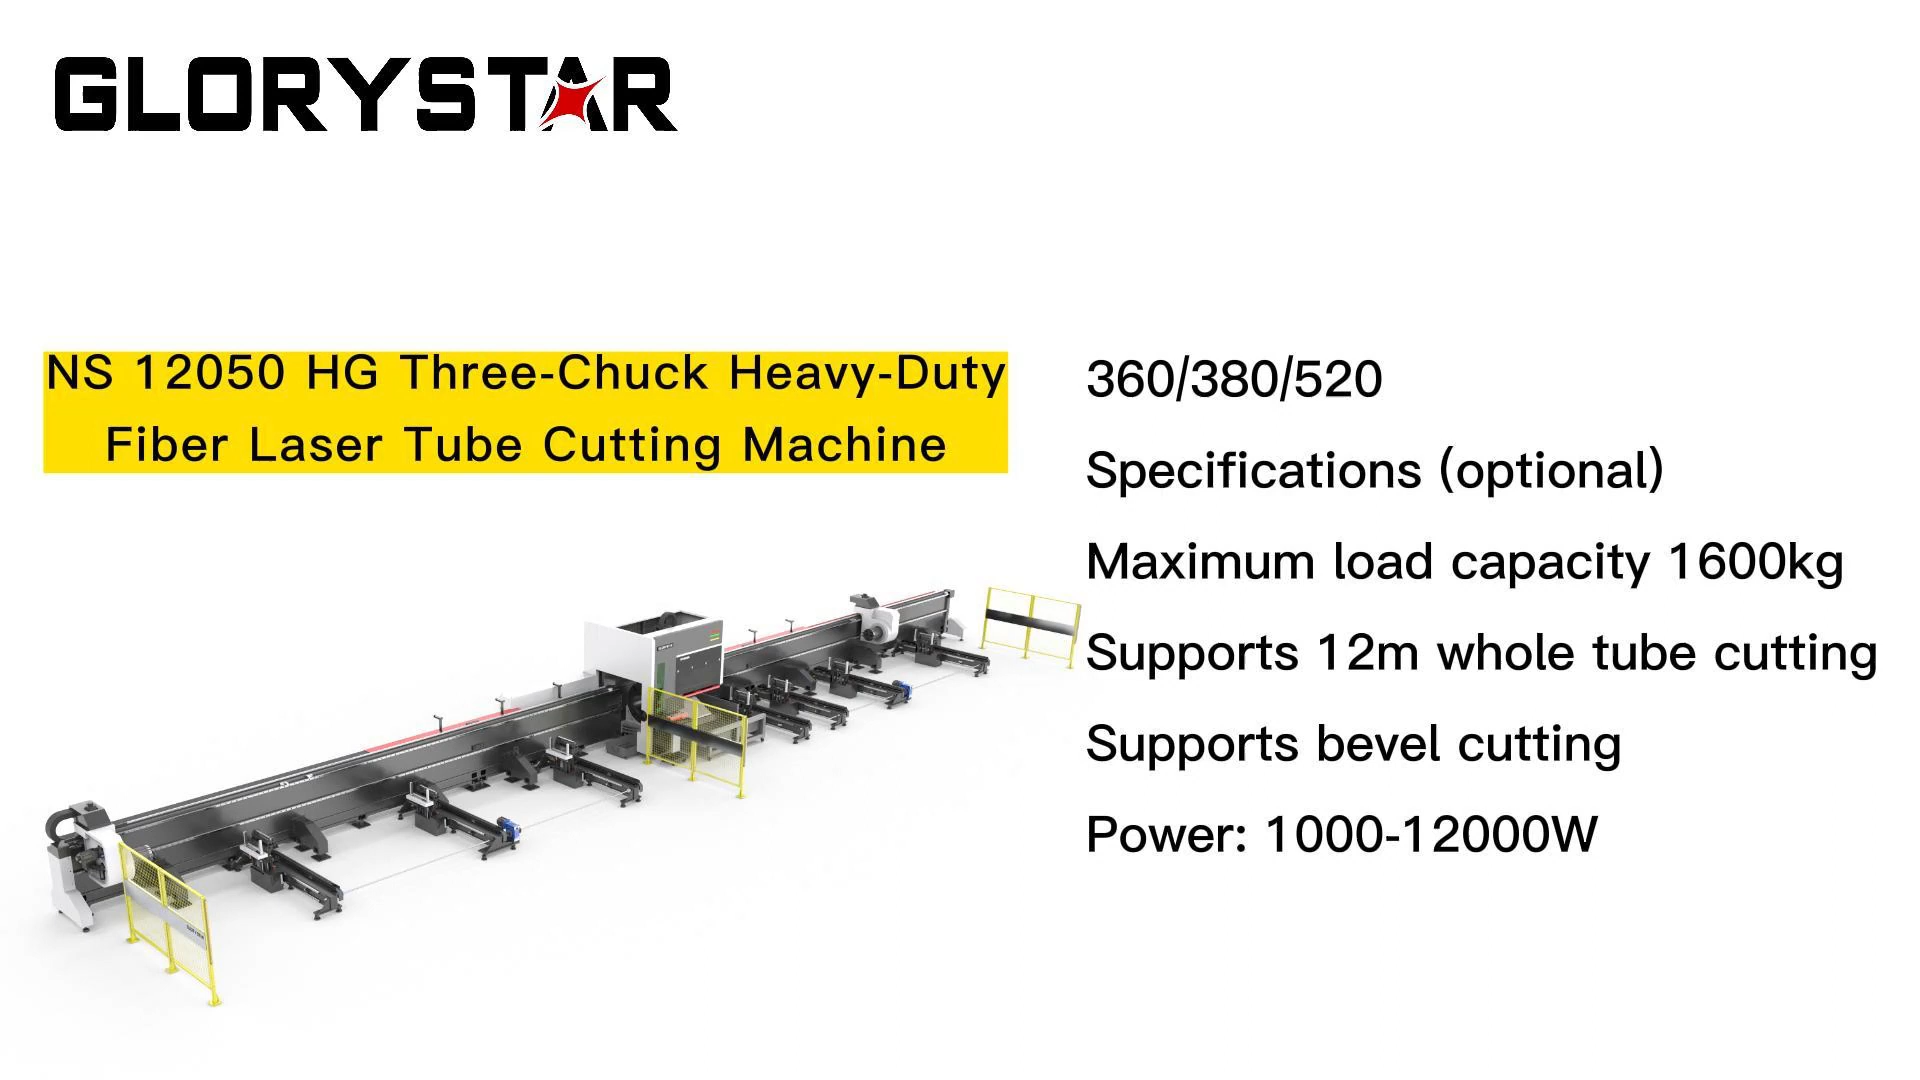 GLORYSTAR
NS 12050 HG Three-Chuck Heavy-Duty
Fiber Laser Tube Cutting Machine
360/380/520
Specifications (optional)
Maximum load capacity 1600kg
Supports 12m whole tube cutting
Supports bevel cutting
Power: 1000-12000W